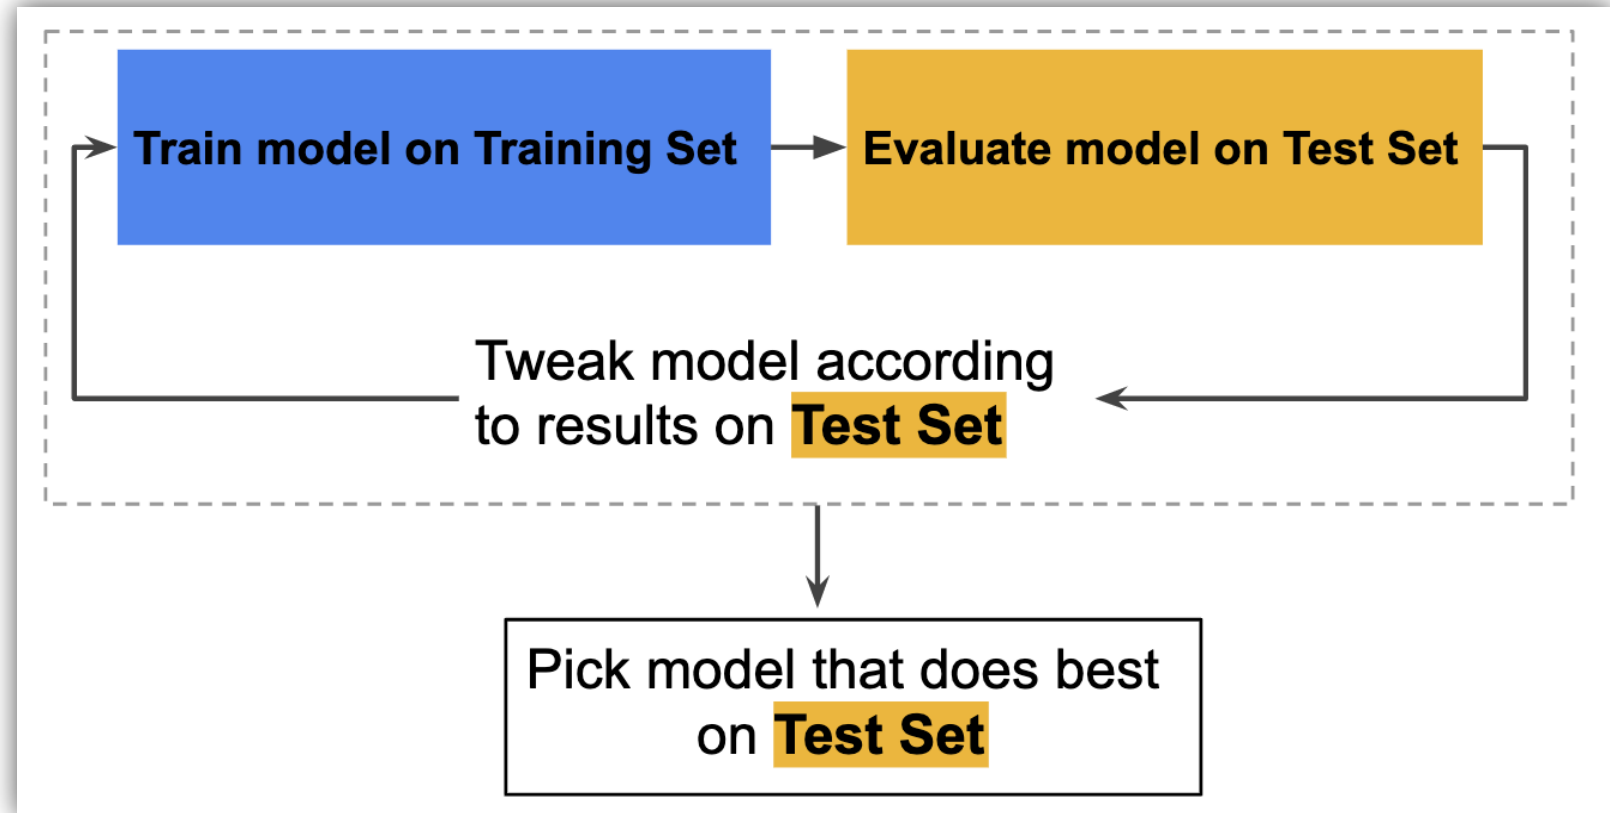 Train model on Training Set
Evaluate model on Test Set
Tweak model according
to results on Test Set
Pick model that does best
on Test Set